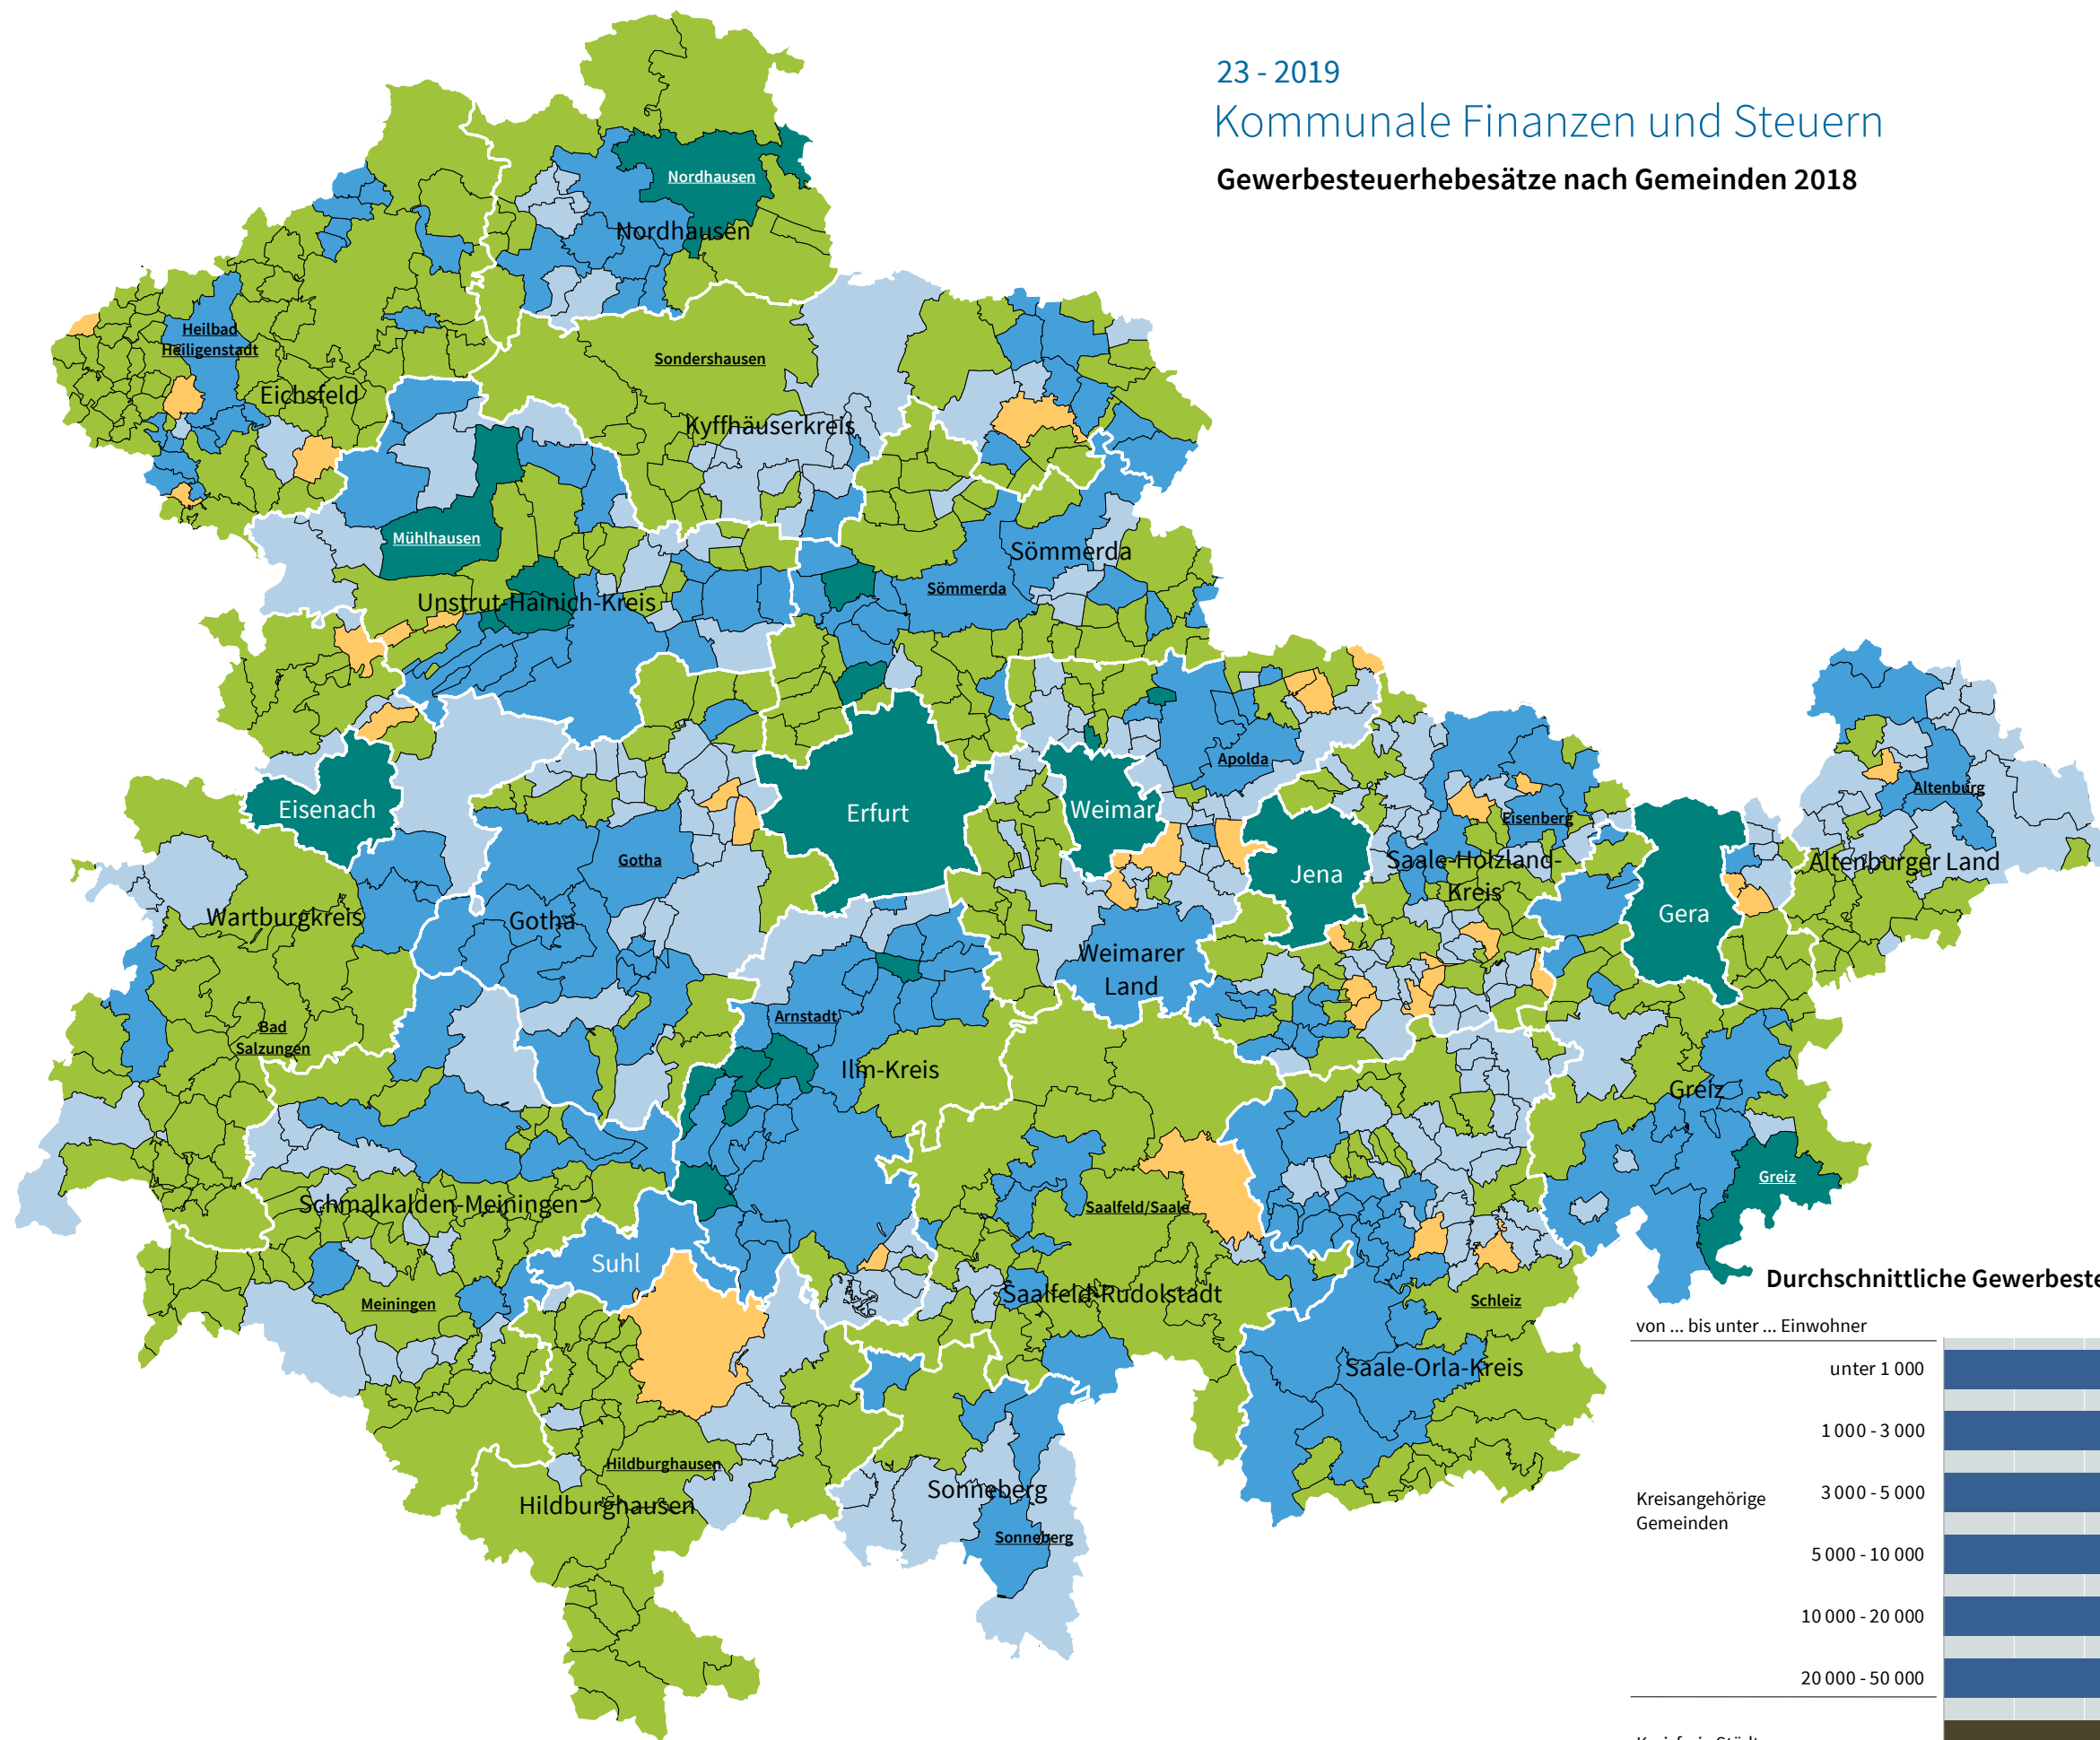 23 - 2019
Kommunale Finanzen und Steuern
Gewerbesteuerhebesätze nach Gemeinden 2018
Nordhausen
Nordhausen
Heilbad
Heiligenstadt
Eichsfeld
Sondershausen
Kyffhäuserkreis
Mühlhausen
Unstrut-Hainich-Kreis
Sömmerda
Sömmerda
Apolda
Altenburg
Eisenach
Erfurt
Weimar
Eisenberg
Gotha
Jena
Saale-Holzland-
Kreis
Altenburger Land
Wartburgkreis
Gotha
Gera
Weimarer
Land
Arnstadt
Bad
Salzungen
Ilm-Kreis
Greiz
Greiz
Schmalkalden-Meiningen
Saalfeld/Saale
Suhl
Saalfeld-Rudolstadt
Meiningen
Schleiz
Saale-Orla-Kreis
Hildburghausen
Hildburghausen
Sonneberg
Sonneberg
Durchschnittliche Gewerbeste
von ... bis unter ... Einwohner
unter 1 000
1 000 - 3 000
3 000 - 5 000
Kreisangehörige
Gemeinden
5 000 - 10 000
10 000 - 20 000
20 000 - 50 000